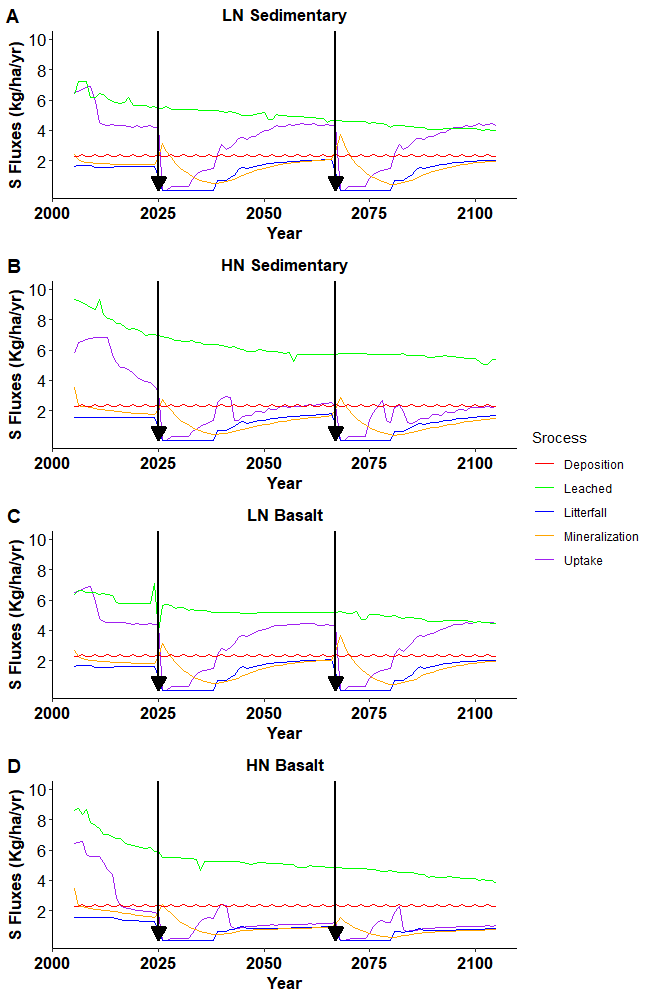 A
LN Sedimentary
S Fluxes (Kg/ha/yr)
10
8
6
4
2
2000 2025 2050 2075 2100
Year
B
HN Sedimentary
S Fluxes (Kg/ha/yr)
10
8
6
4
2
2000 2025 2050 2075 2100
Year
Srocess
Deposition
Leached
Litterfall
Mineralization
Uptake
C
LN Basalt
S Fluxes (Kg/ha/yr)
10
8
6
4
2
2000 2025 2050 2075 2100
Year
D
HN Basalt
S Fluxes (Kg/ha/yr)
10
8
6
4
2
2000 2025 2050 2075 2100
Year